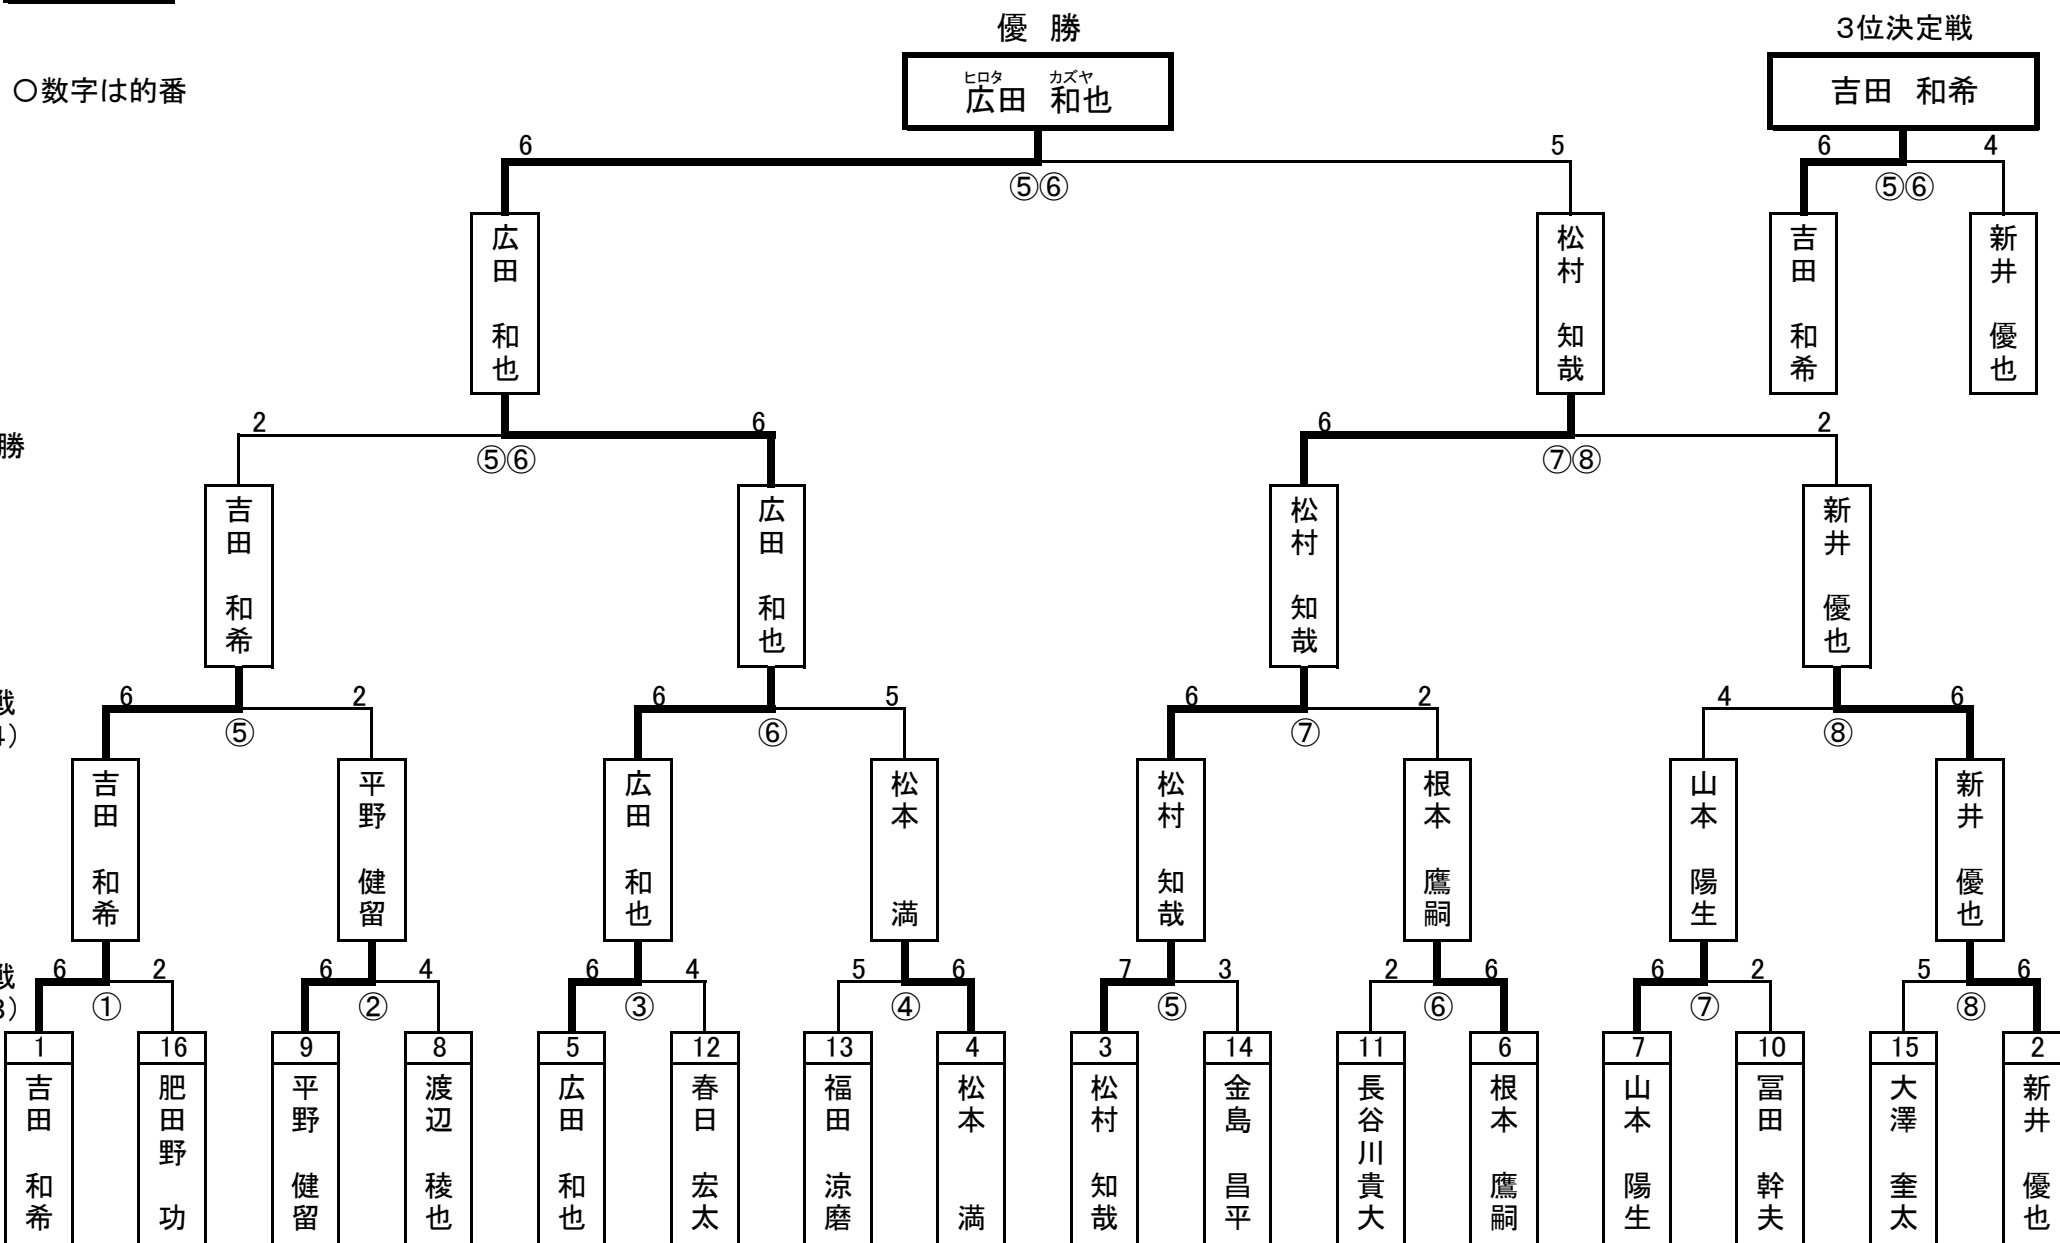 優 勝
3位決定戦
○数字は的番
ヒロタ カズヤ
広田 和也
吉田 和希
6
5
6
4
⑤⑥
⑤⑥
広田 和也
松村 知哉
吉田 和希
新井 優也
2
6
6
2
勝
⑤⑥
⑦⑧
吉田 和希
広田 和也
松村 知哉
新井 優也
戦
6
2
6
5
6
2
4
6
4)
⑤
⑥
⑦
⑧
吉田 和希
平野 健留
広田 和也
松本 満
松村 知哉
根本 鷹嗣
山本 陽生
新井 優也
戦
6
2
6
4
6
4
5
6
7
3
2
6
6
2
5
6
①
②
③
④
⑤
⑥
⑦
⑧
1
16
9
8
5
12
13
4
3
14
11
6
7
10
15
2
吉田 和希
肥田野 功
平野 健留
渡辺 稜也
広田 和也
春日 宏太
福田 涼磨
松本 満
松村 知哉
金島 昌平
長谷川貴大
根本 鷹嗣
山本 陽生
冨田 幹夫
大澤 奎太
新井 優也